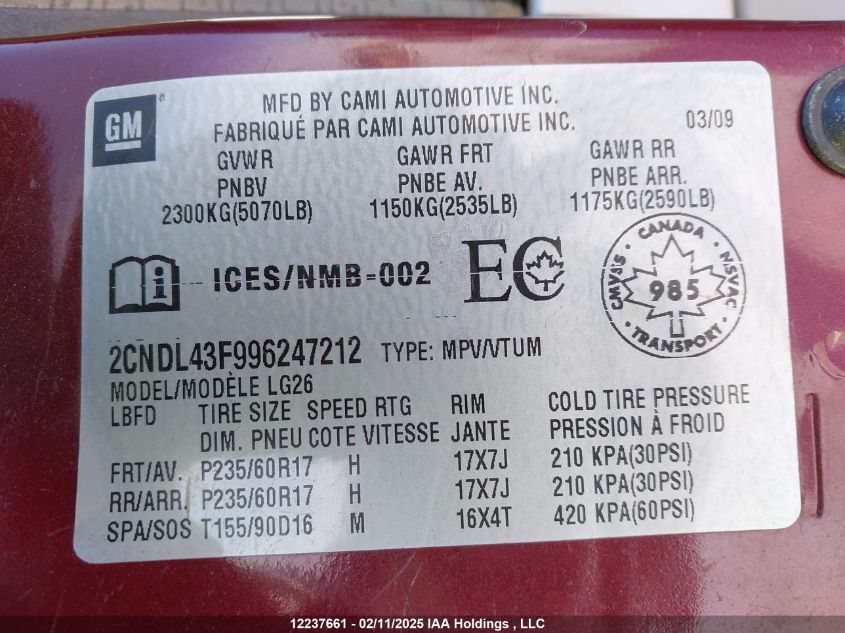 GM ®
MFD BY CAMI AUTOMOTIVE INC.
FABRIQUÉ PAR CAMI AUTOMOTIVE INC.
03/09
GVWR GAWR FRT GAWR RR
PNBV PNBE AV. PNBE ARR.
2300KG(5070LB) 1150KG(2535LB) 1175KG(2590LB)
i ICES/NMB-002 EC
CANADA
S.V.A.M.C
NSVAC
985
TRANSPORT
2CNDL43F996247212 TYPE: MPV/VTUM
MODEL/MODÈLE LG26
LBFD TIRE SIZE SPEED RTG RIM COLD TIRE PRESSURE
DIM. PNEU COTE VITESSE JANTE PRESSION À FROID
FRT/AV. P235/60R17 H 17X7J 210 KPA(30PSI)
RR/ARR. P235/60R17 H 17X7J 210 KPA(30PSI)
SPA/SOS T155/90D16 M 16X4T 420 KPA(60PSI)
12237661 - 02/11/2025 IAA Holdings , LLC